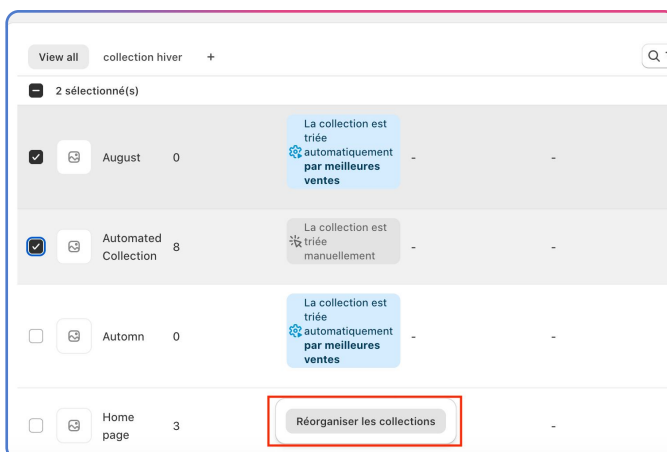 View all collection hiver +
2 sélectionné(s)
La collection est
triée
automatiquement
par meilleures
ventes
August 0 - -
La collection est
triée
manuellement
Automated
Collection
8 - -
La collection est
triée
automatiquement
par meilleures
ventes
Automn 0 - -
Home
page
3
Réorganiser les collections
-